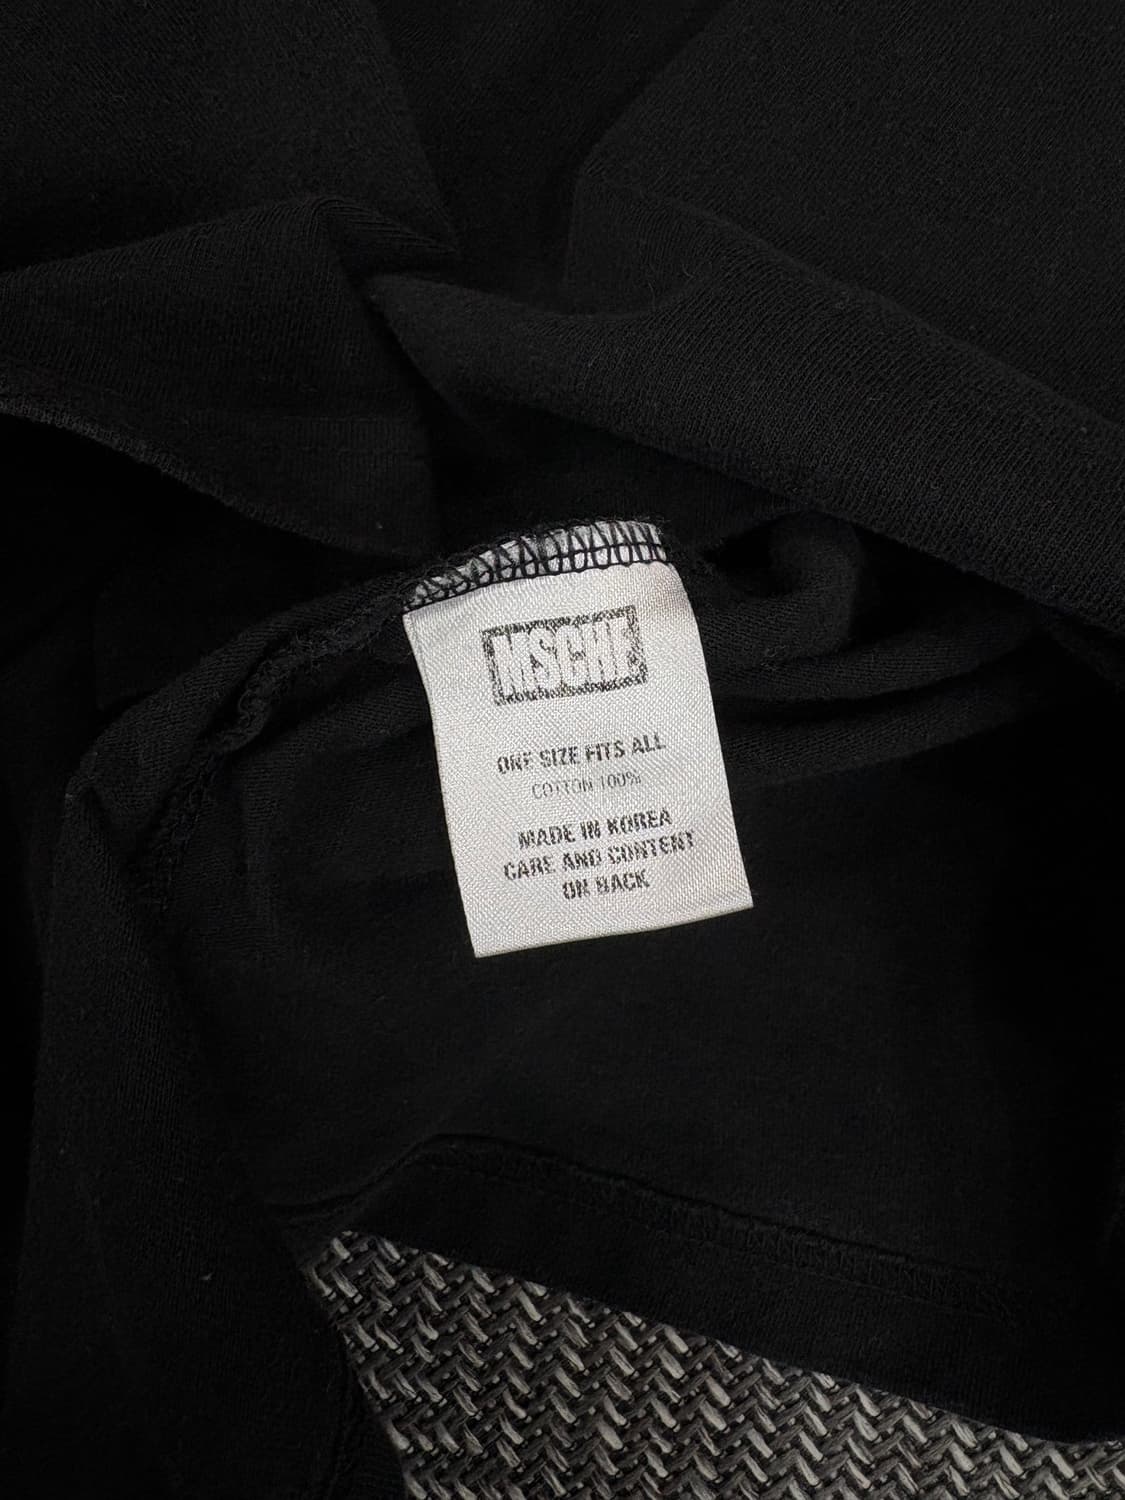 MSCHF
ONE SIZE FITS ALL
COTTON 100%
MADE IN KOREA
CARE AND CONTENT
ON BACK